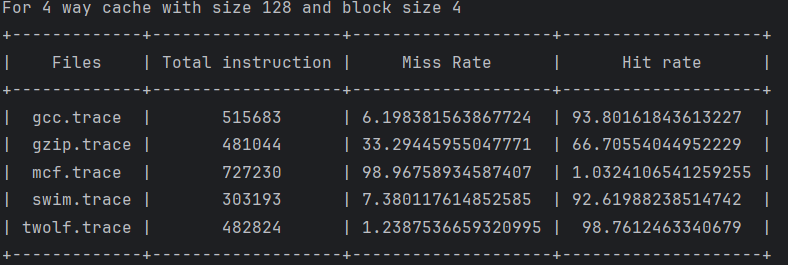 For 4 way cache with size 128 and block size 4
+-------------+-------------------+--------------------+--------------------+
|    Files    | Total instruction |     Miss Rate      |      Hit rate      |
+-------------+-------------------+--------------------+--------------------+
|  gcc.trace  |       515683      | 6.198381563867724  | 93.80161843613227  |
|  gzip.trace |       481044      | 33.29445955047771  | 66.70554044952229  |
|  mcf.trace  |       727230      | 98.96758934587407  | 1.0324106541259255 |
|  swim.trace |       303193      | 7.380117614852585  | 92.61988238514742  |
| twolf.trace |       482824      | 1.2387536659320995 |  98.7612463340679  |
+-------------+-------------------+--------------------+--------------------+